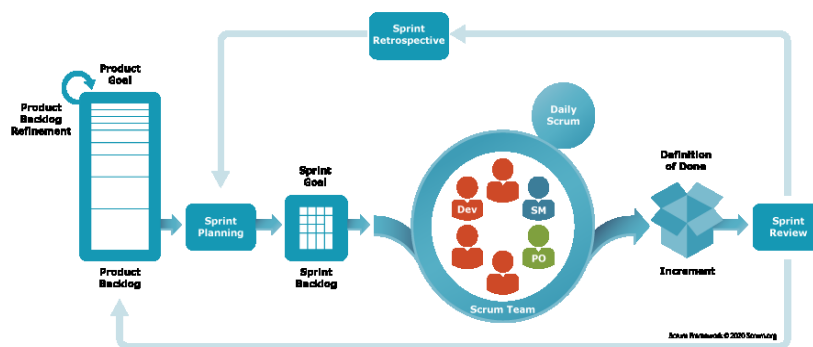 Sprint
Retrospective
Product
Goal
Product
Backlog
Refinement
Daily
Scrum
Definition
of Done
Sprint
Goal
Dev
SM
Sprint
Planning
Sprint
Review
PO
Product
Backlog
Sprint
Backlog
Increment
Scrum Team
Scrum Framework © 2020 Scrum.org